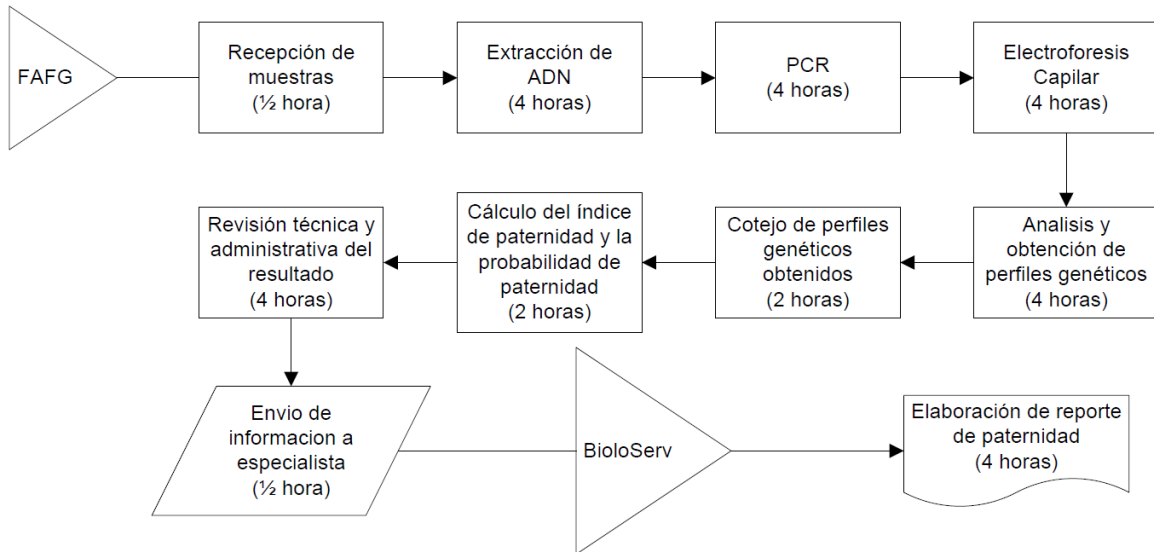 FAFG
Recepción de
muestras
(½ hora)
Extracción de
ADN
(4 horas)
PCR
(4 horas)
Electroforesis
Capilar
(4 horas)
Analisis y
obtención de
perfiles genéticos
(4 horas)
Cotejo de perfiles
genéticos
obtenidos
(2 horas)
Cálculo del índice
de paternidad y la
probabilidad de
paternidad
(2 horas)
Revisión técnica y
administrativa del
resultado
(4 horas)
Envio de
informacion a
especialista
(½ hora)
BioloServ
Elaboración de reporte
de paternidad
(4 horas)